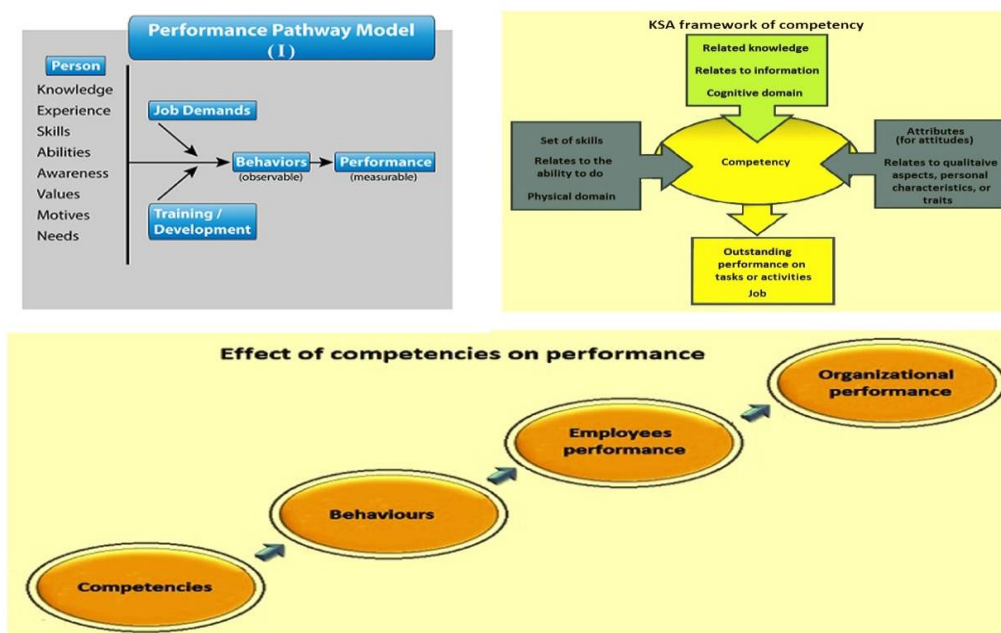 Performance Pathway Model
(I)
Person
Knowledge
Experience
Skills
Abilities
Awareness
Values
Motives
Needs
Job Demands
Behaviors
(observable)
Performance
(measurable)
Training /
Development
KSA framework of competency
Related knowledge
Relates to information
Cognitive domain
Set of skills
Relates to the
ability to do
Physical domain
Competency
Attributes
(for attitudes)
Relates to qualitaive
aspects, personal
characteristics, or
traits
Outstanding
performance on
tasks or activities
Job
Effect of competencies on performance
Competencies
Behaviours
Employees
performance
Organizational
performance